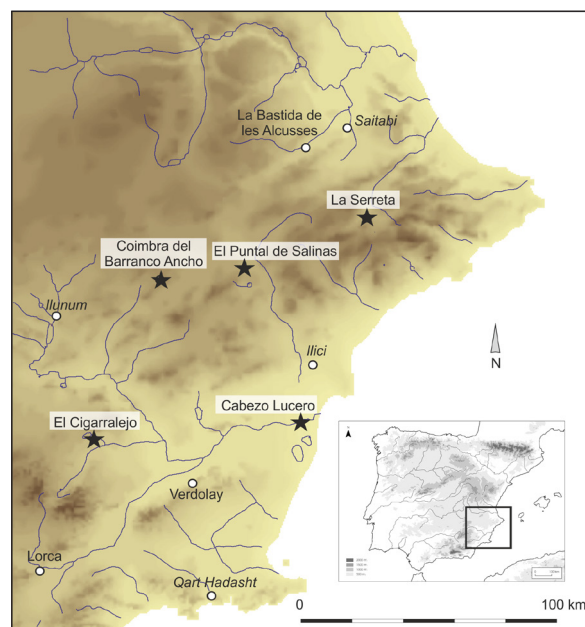 La Bastida de
les Alcusses
Saitabi
La Serreta
Coimbra del
Barranco Ancho
El Puntal de Salinas
Ilunum
Ilici
N
El Cigarralejo
Cabezo Lucero
Verdolay
Lorca
Qart Hadasht
0
100 km